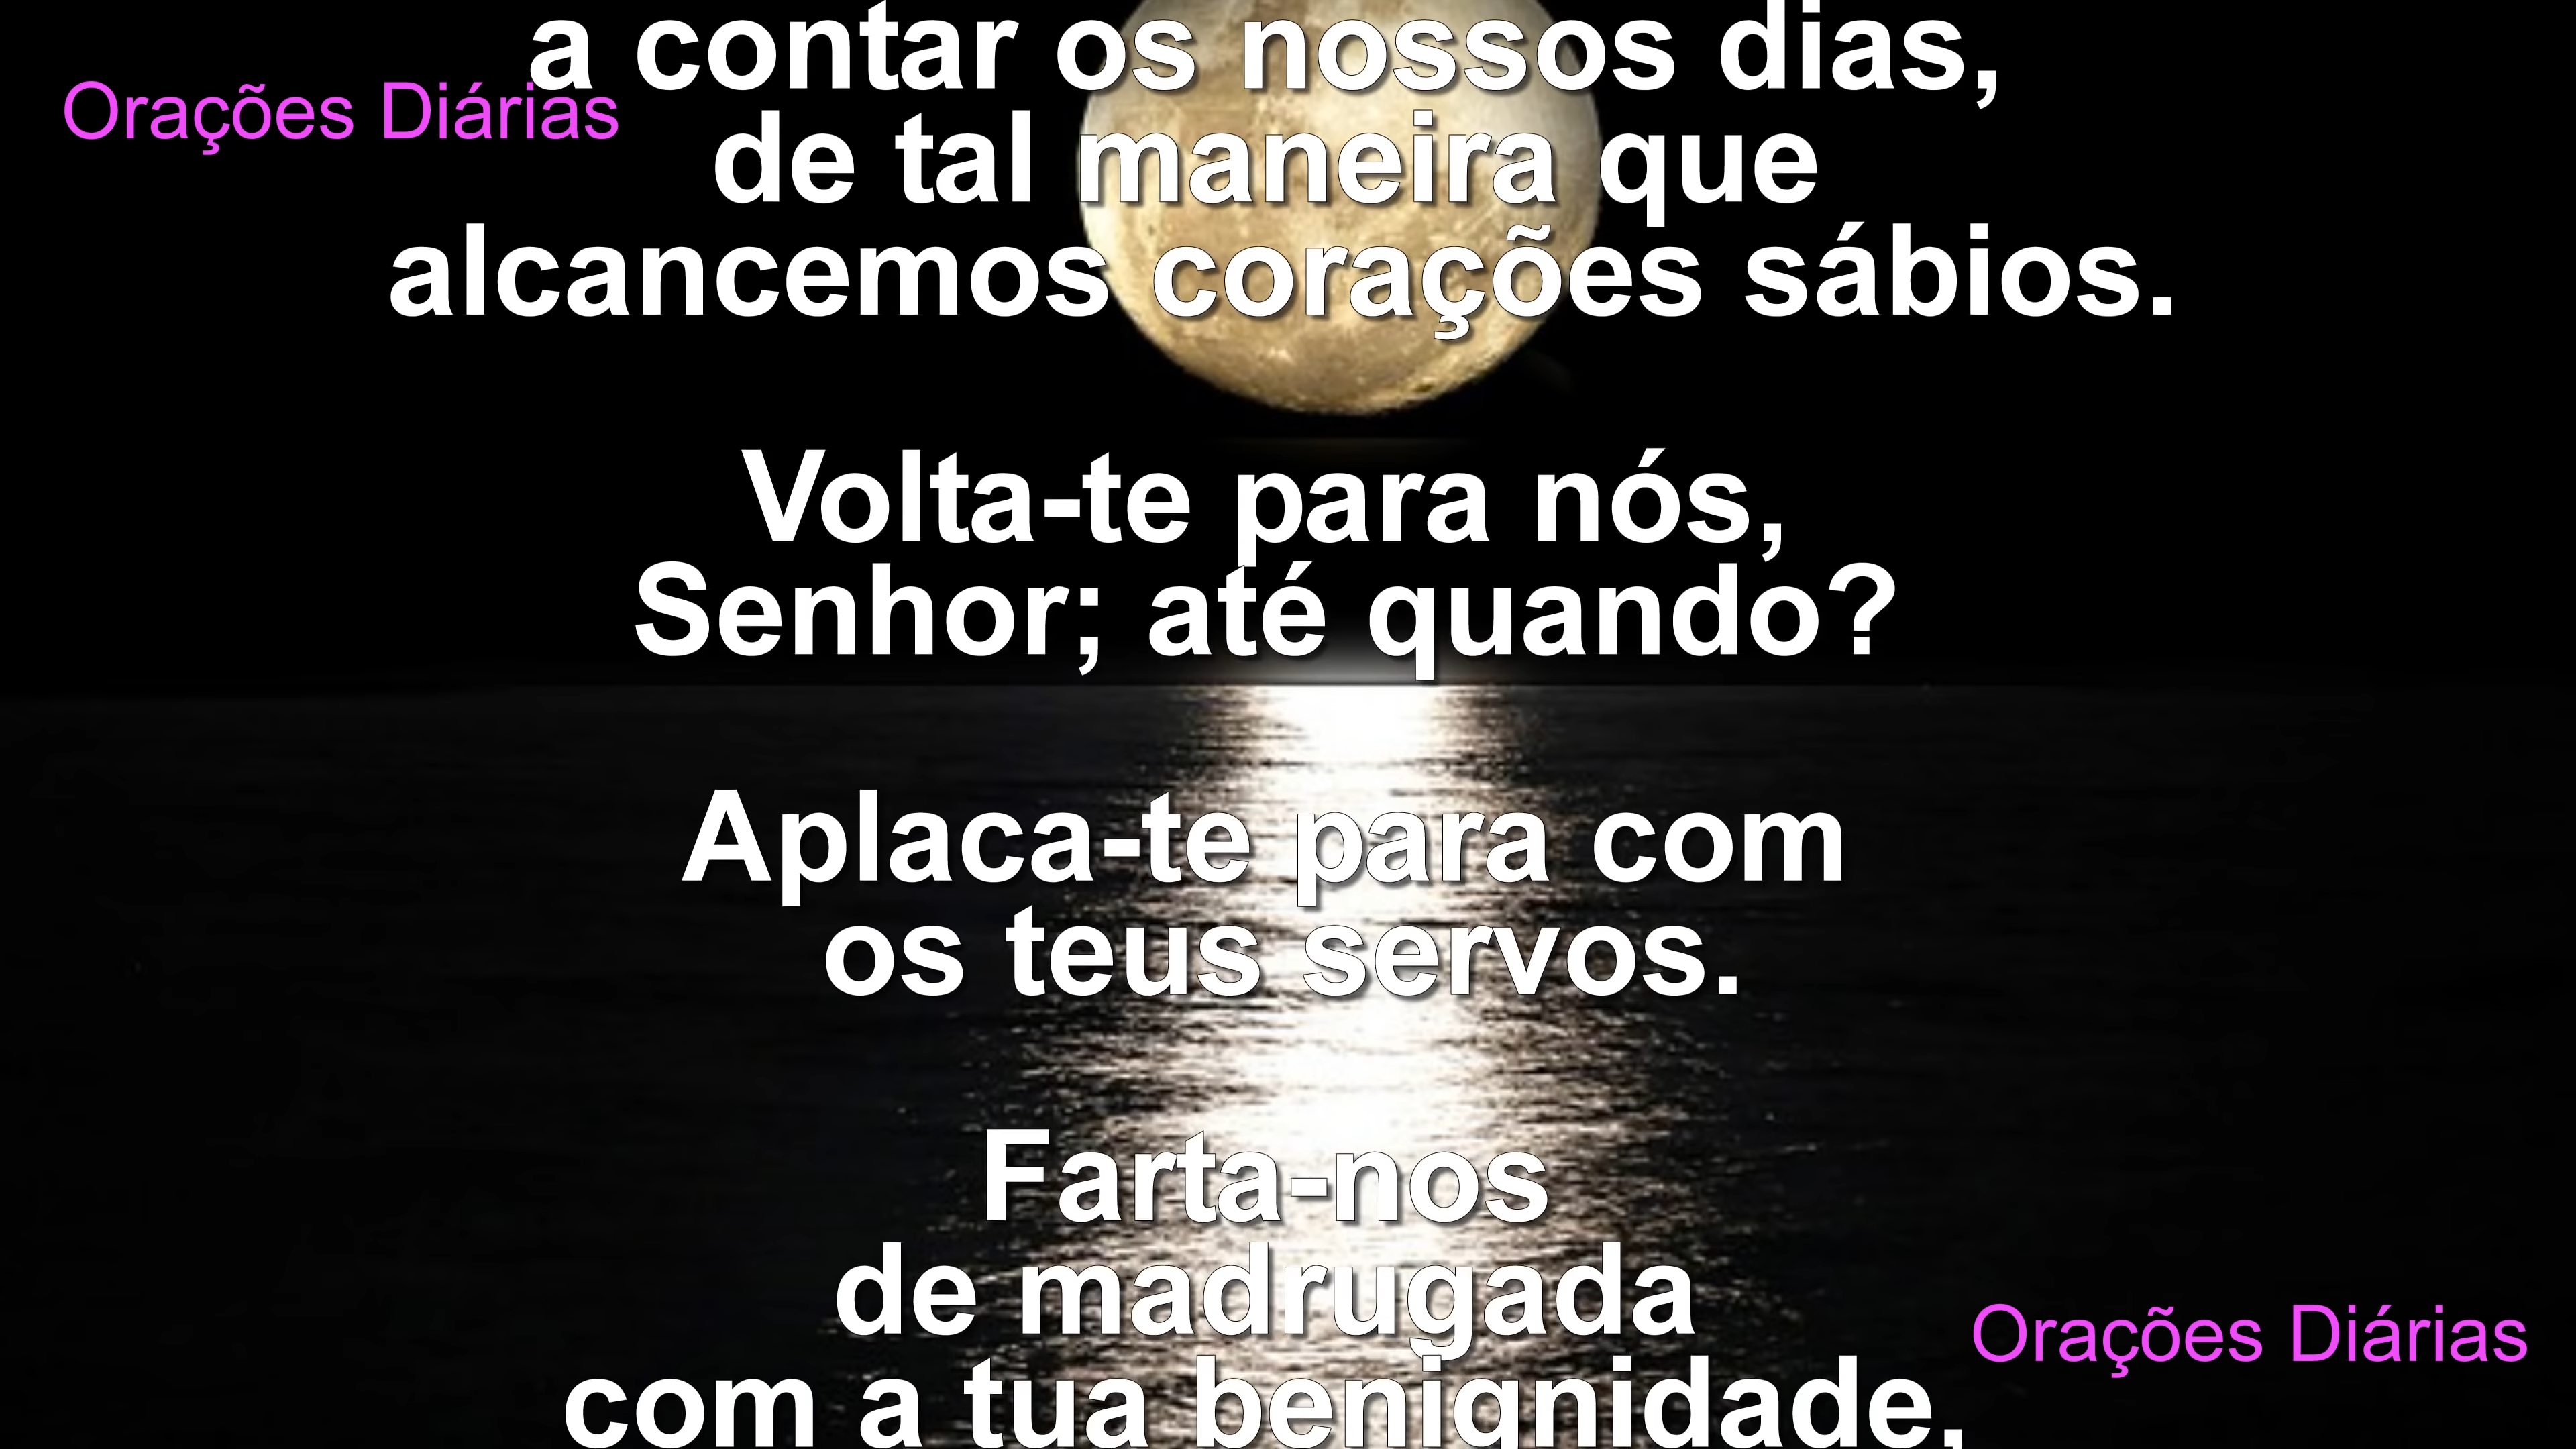 a contar os nossos dias,
Orações Diárias
de tal maneira que
alcancemos corações sábios.
Volta-te para nós,
Senhor; até quando?
Aplaca-te para com
os teus servos.
Farta-nos
de madrugada
Orações Diárias
com a tua benignidade,